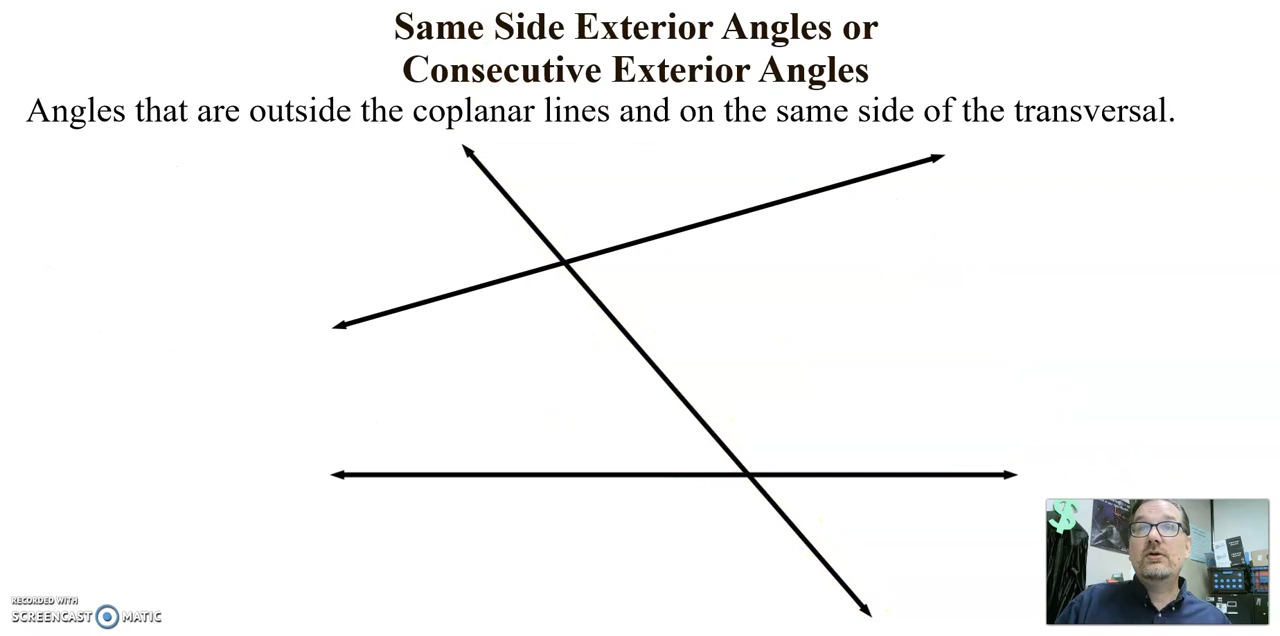 Same Side Exterior Angles or
Consecutive Exterior Angles
Angles that are outside the coplanar lines and on the same side of the transversal.
$
RECORDED WITH
SCREENCAST MATIC